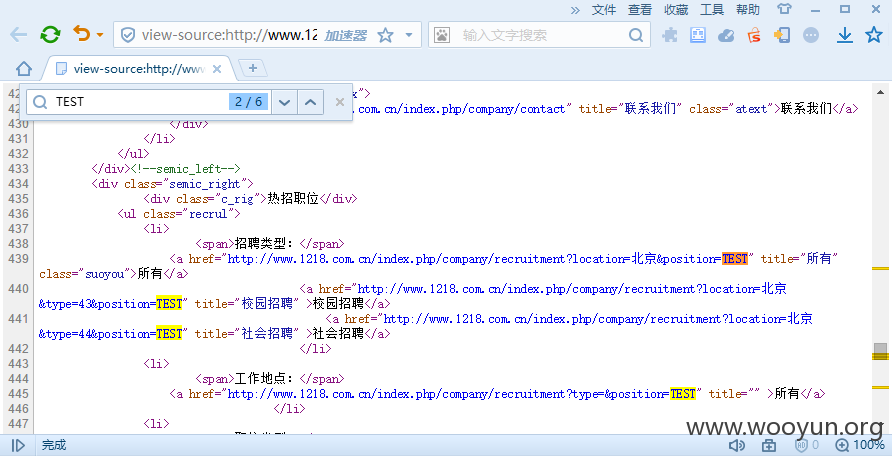 » 文件 查看 收藏 工具 帮助
view-source:http://www.12 加速器 输入文字搜索
view-source:http://www
TEST 2 / 6
42 ex">
42 .com.cn/index.php/company/contact" title="联系我们" class="atext">联系我们</a>
430 </div>
431 </li>
432 </ul>
433 </div><!--semic_left-->
434 <div class="semic_right">
435 <div class="c_rig">热招职位</div>
436 <ul class="recrul">
437 <li>
438 <span>招聘类型: </span>
439 <a href="http://www.1218.com.cn/index.php/company/recruitment?location=北京&position=TEST" title="所有"
class="suoyou">所有</a>
440 <a href="http://www.1218.com.cn/index.php/company/recruitment?location=北京
&type=43&position=TEST" title="校园招聘" >校园招聘</a>
441 <a href="http://www.1218.com.cn/index.php/company/recruitment?location=北京
&type=44&position=TEST" title="社会招聘" >社会招聘</a>
442 </li>
443 <li>
444 <span>工作地点: </span>
445 <a href="http://www.1218.com.cn/index.php/company/recruitment?type=&position=TEST" title="" >所有</a>
446 </li>
447 <li>
www.wooyun.org
完成 0 100%